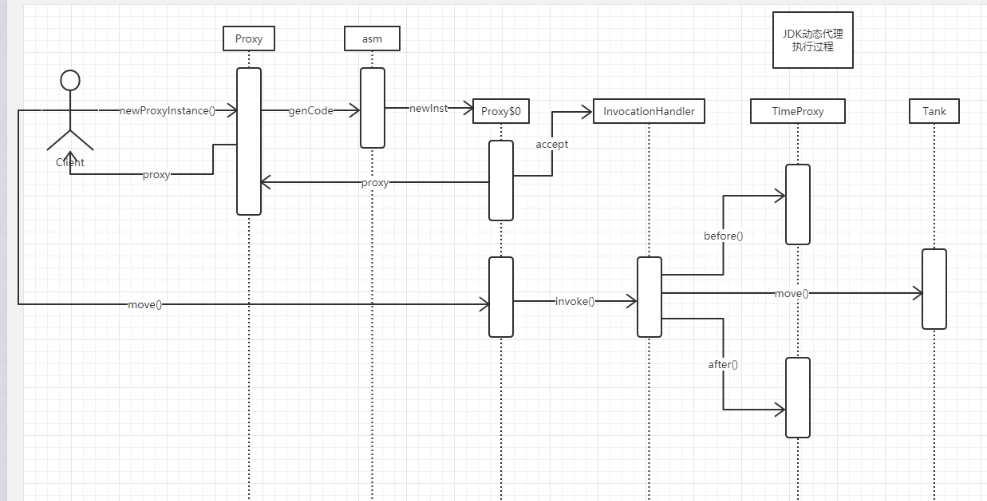 JDK动态代理
执行过程
Proxy
asm
Proxy$0
InvocationHandler
TimeProxy
Tank
newProxyInstance()
genCode
newInst
accept
Client
proxy
proxy
before()
move()
invoke()
move()
after()